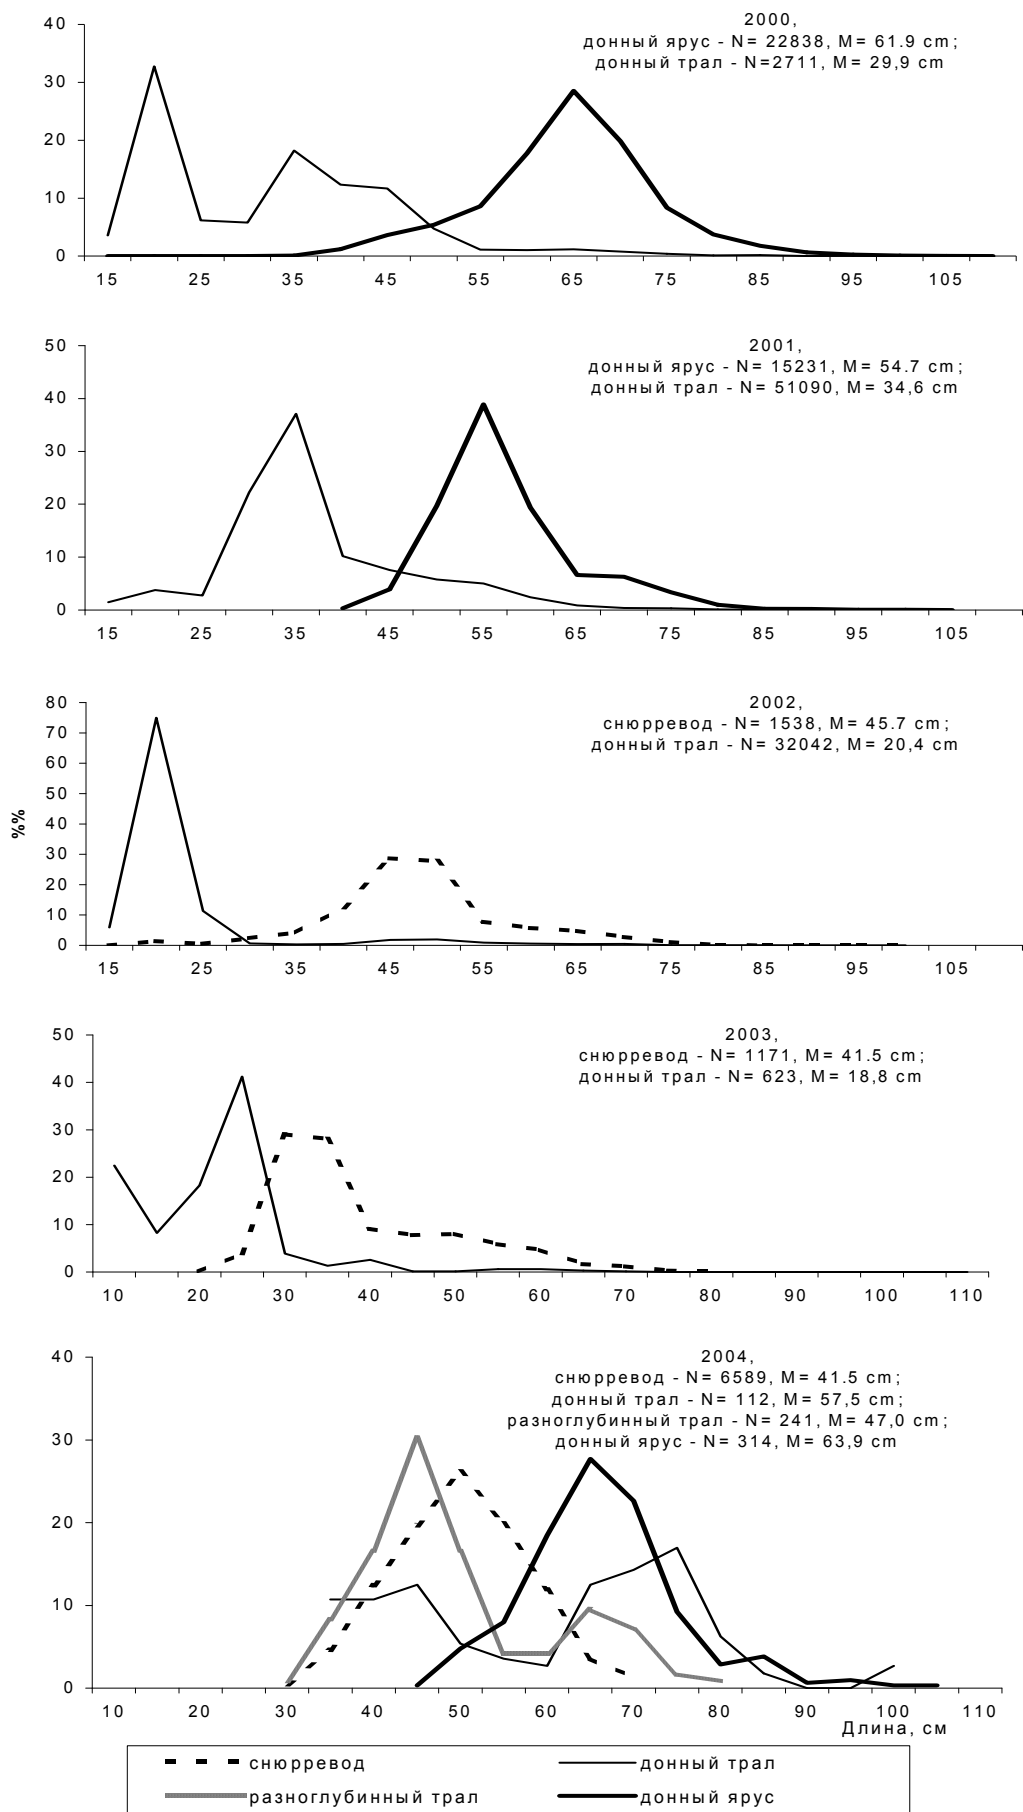 2000,
донный ярус - N= 22838, M= 61.9 cm;
донный трал - N=2711, M= 29,9 cm
40
30
20
10
0
15 25 35 45 55 65 75 85 95 105
2001,
донный ярус - N= 15231, M= 54.7 cm;
донный трал - N= 51090, M= 34,6 cm
50
40
30
20
10
0
15 25 35 45 55 65 75 85 95 105
2002,
снюрревод - N= 1538, M= 45.7 cm;
донный трал - N= 32042, M= 20,4 cm
80
70
60
50
40
30
20
10
0
%%
15 25 35 45 55 65 75 85 95 105
2003,
снюрревод - N= 1171, M= 41.5 cm;
донный трал - N= 623, M= 18,8 cm
50
40
30
20
10
0
10 20 30 40 50 60 70 80 90 100 110
2004,
снюрревод - N= 6589, M= 41.5 cm;
донный трал - N= 112, M= 57,5 cm;
разноглубинный трал - N= 241, M= 47,0 cm;
донный ярус - N= 314, M= 63,9 cm
40
30
20
10
0
10 20 30 40 50 60 70 80 90 100 110
Длина, см
снюрревод донный трал
разноглубинный трал донный ярус